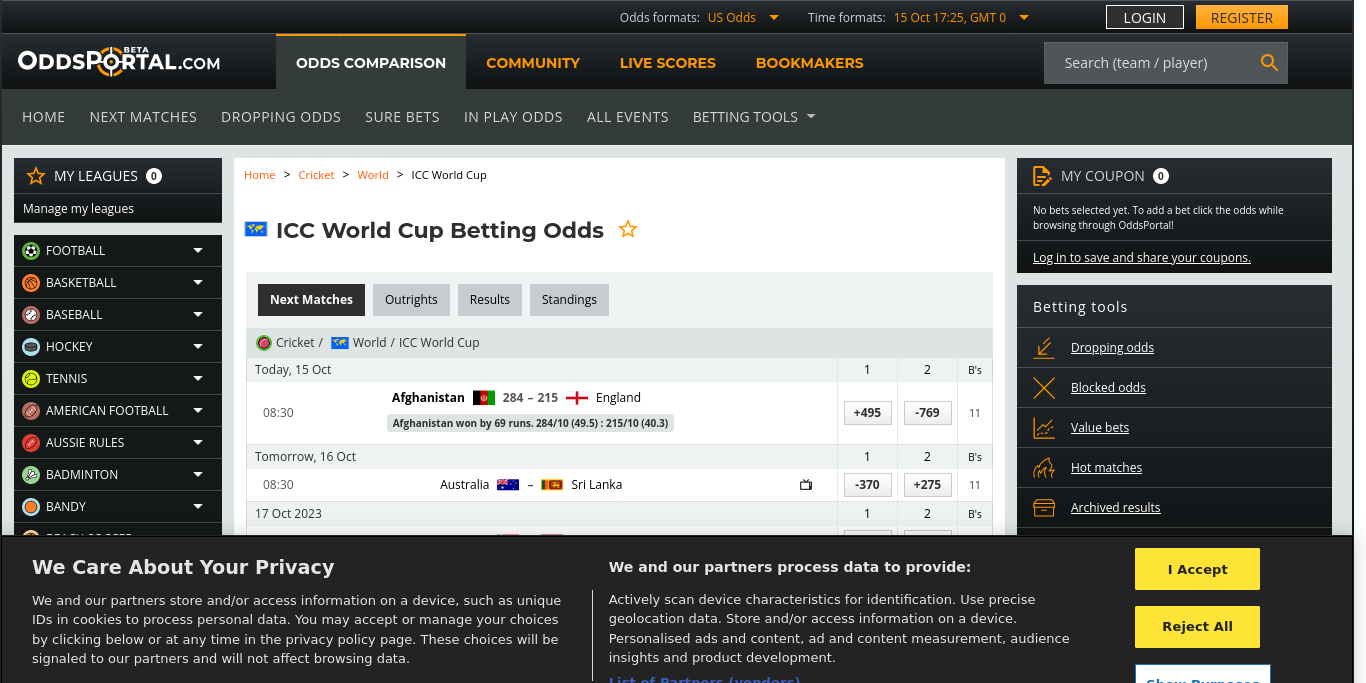 Odds formats: US Odds
Time formats: 15 Oct 17:25, GMT 0
LOGIN
REGISTER
ODDSPORTAL.COM
BETA
ODDS COMPARISON
COMMUNITY
LIVE SCORES
BOOKMAKERS
Search (team / player)
HOME
NEXT MATCHES
DROPPING ODDS
SURE BETS
IN PLAY ODDS
ALL EVENTS
BETTING TOOLS
MY LEAGUES 0
Manage my leagues
FOOTBALL
BASKETBALL
BASEBALL
HOCKEY
TENNIS
AMERICAN FOOTBALL
AUSSIE RULES
BADMINTON
BANDY
Home > Cricket > World > ICC World Cup
ICC World Cup Betting Odds
Next Matches
Outrights
Results
Standings
Cricket / World / ICC World Cup
Today, 15 Oct 1 2 B's
08:30 Afghanistan 284 – 215 England +495 -769 11
Afghanistan won by 69 runs. 284/10 (49.5) : 215/10 (40.3)
Tomorrow, 16 Oct 1 2 B's
08:30 Australia – Sri Lanka -370 +275 11
17 Oct 2023 1 2 B's
MY COUPON 0
No bets selected yet. To add a bet click the odds while
browsing through OddsPortal!
Log in to save and share your coupons.
Betting tools
Dropping odds
Blocked odds
Value bets
Hot matches
Archived results
We Care About Your Privacy
We and our partners store and/or access information on a device, such as unique
IDs in cookies to process personal data. You may accept or manage your choices
by clicking below or at any time in the privacy policy page. These choices will be
signaled to our partners and will not affect browsing data.
We and our partners process data to provide:
Actively scan device characteristics for identification. Use precise
geolocation data. Store and/or access information on a device.
Personalised ads and content, ad and content measurement, audience
insights and product development.
List of Partners (vendors)
I Accept
Reject All
Show Purposes